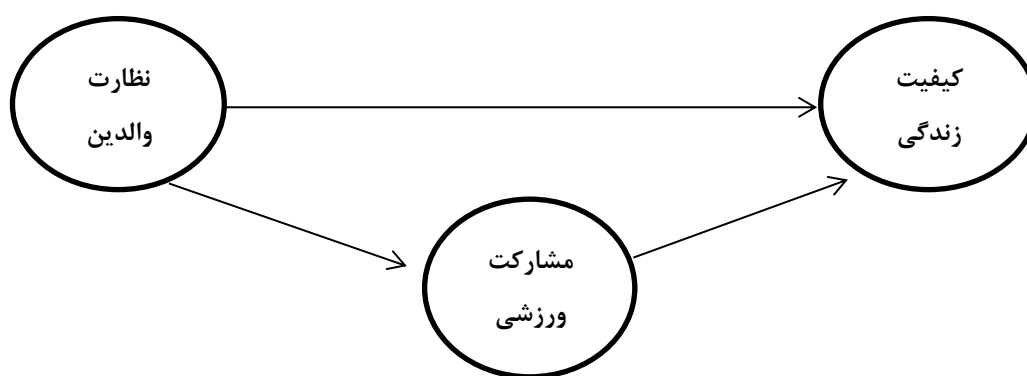 کیفیت
زندگی
نظارت
والدین
مشارکت
ورزشی